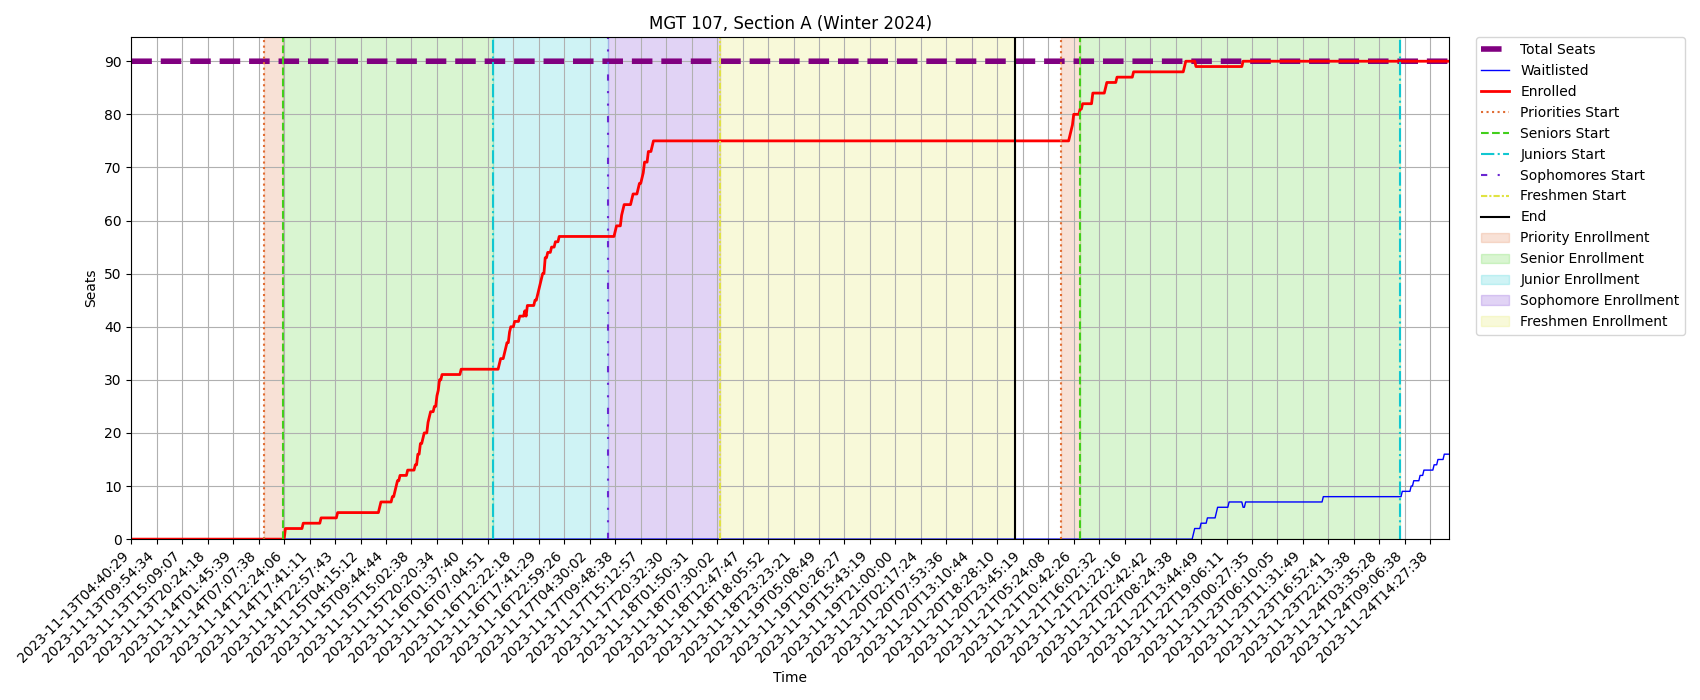 MGT 107, Section A (Winter 2024)
Seats
90
80
70
60
50
40
30
20
10
0
2023-11-13T04:40:29
2023-11-13T09:54:34
2023-11-13T15:09:07
2023-11-13T20:24:18
2023-11-14T01:45:39
2023-11-14T07:07:38
2023-11-14T12:24:06
2023-11-14T17:41:11
2023-11-14T22:57:43
2023-11-15T04:15:12
2023-11-15T09:44:44
2023-11-15T15:02:38
2023-11-15T20:20:34
2023-11-16T01:37:40
2023-11-16T07:04:51
2023-11-16T12:22:18
2023-11-16T17:41:29
2023-11-16T22:59:26
2023-11-17T04:30:02
2023-11-17T09:48:38
2023-11-17T15:12:57
2023-11-17T20:32:30
2023-11-18T01:50:31
2023-11-18T07:30:02
2023-11-18T12:47:47
2023-11-18T18:05:52
2023-11-18T23:23:21
2023-11-19T05:08:49
2023-11-19T10:26:27
2023-11-19T15:43:19
2023-11-19T21:00:00
2023-11-20T02:17:24
2023-11-20T07:53:36
2023-11-20T13:10:44
2023-11-20T18:28:10
2023-11-20T23:45:19
2023-11-21T05:24:08
2023-11-21T10:42:26
2023-11-21T16:02:32
2023-11-21T21:22:16
2023-11-22T02:42:42
2023-11-22T08:24:38
2023-11-22T13:44:49
2023-11-22T19:06:11
2023-11-23T00:27:35
2023-11-23T06:10:05
2023-11-23T11:31:49
2023-11-23T16:52:41
2023-11-23T22:13:38
2023-11-24T03:35:28
2023-11-24T09:06:38
2023-11-24T14:27:38
Time
Total Seats
Waitlisted
Enrolled
Priorities Start
Seniors Start
Juniors Start
Sophomores Start
Freshmen Start
End
Priority Enrollment
Senior Enrollment
Junior Enrollment
Sophomore Enrollment
Freshmen Enrollment